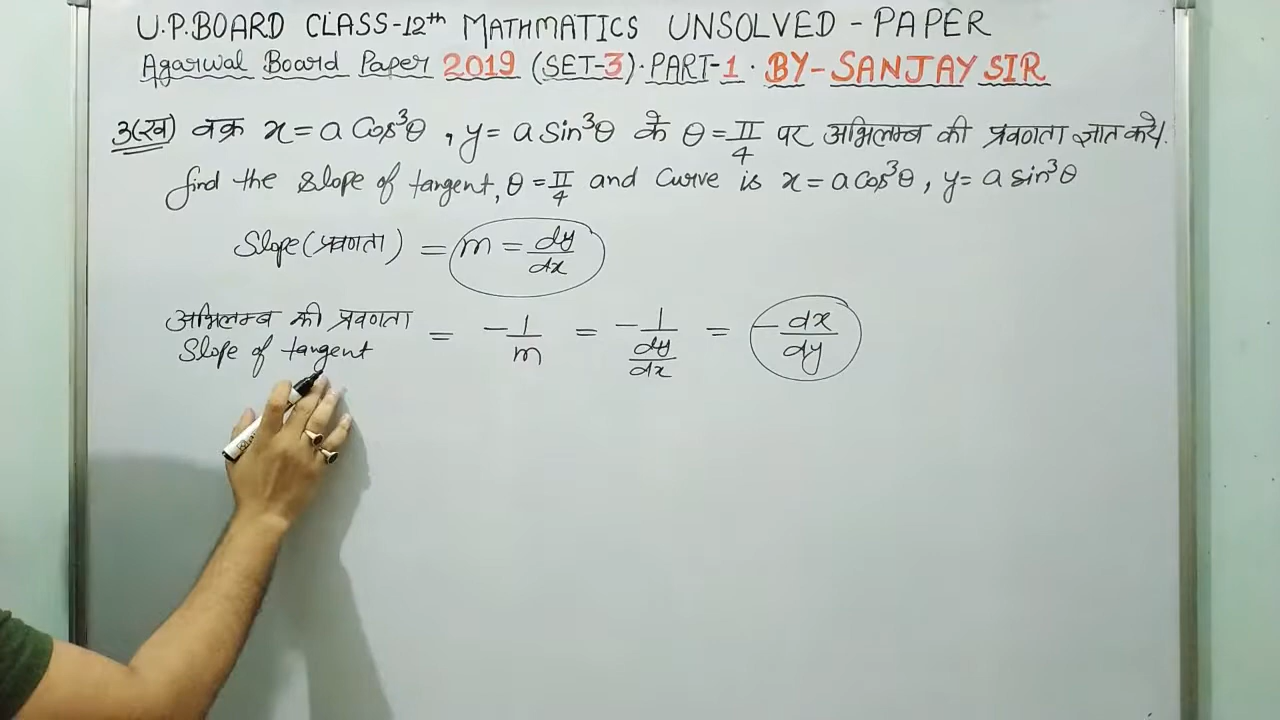 U.P.BOARD CLASS-12th MATHMATICS UNSOLVED - PAPER
Agarwal Board Paper 2019 (SET-3). PART-1 . BY-SANJAY SIR
3(ख) वक्र x = a Cos³θ , y = a Sin³θ के θ = π/4 पर अभिलम्ब की प्रवणता ज्ञात करो।
find the slope of tangent, θ = π/4 and curve is x = a cos³θ , y = a sin³θ
Slope(प्रवणता) = m = dy/dx
अभिलम्ब की प्रवणता
Slope of tangent = -1/m = -1/(dy/dx) = -dx/dy